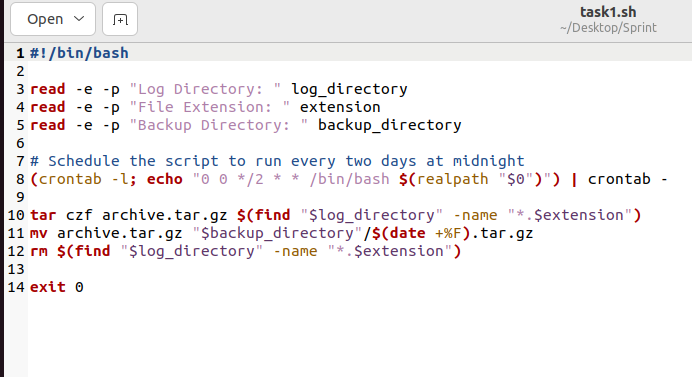 Open
task1.sh
~/Desktop/Sprint
1 #!/bin/bash
2
3 read -e -p "Log Directory: " log_directory
4 read -e -p "File Extension: " extension
5 read -e -p "Backup Directory: " backup_directory
6
7 # Schedule the script to run every two days at midnight
8 (crontab -l; echo "0 0 */2 * * /bin/bash $(realpath "$0")") | crontab -
9
10 tar czf archive.tar.gz $(find "$log_directory" -name "*.$extension")
11 mv archive.tar.gz "$backup_directory"/$(date +%F).tar.gz
12 rm $(find "$log_directory" -name "*.$extension")
13
14 exit 0